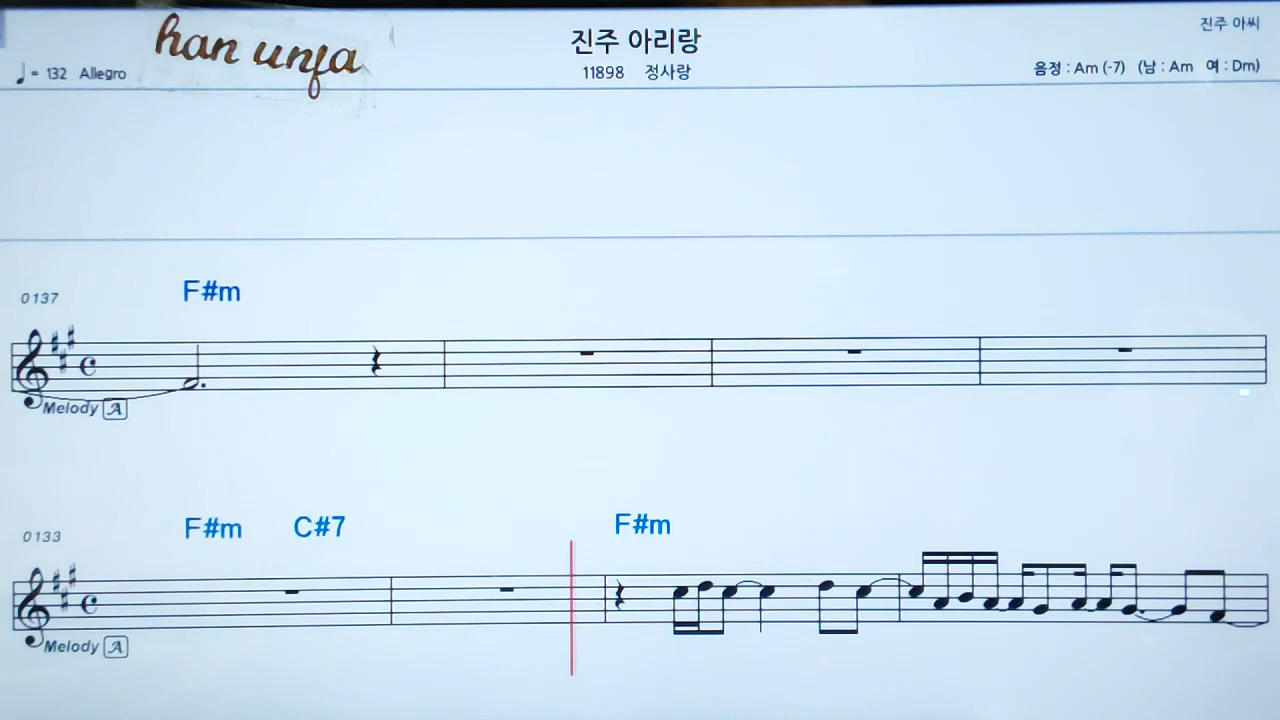 han unfa
진주 아리랑
진주 아씨
♩= 132 Allegro
11898 정사랑
음정 : Am (-7) (남 : Am 여 : Dm)
0137
F#m
Melody A
0133
F#m C#7 F#m
Melody A